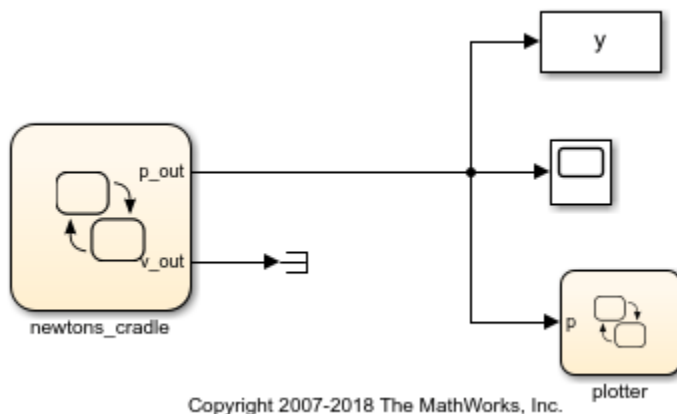 y
p_out
v_out
newtons_cradle
p
plotter
Copyright 2007-2018 The MathWorks, Inc.